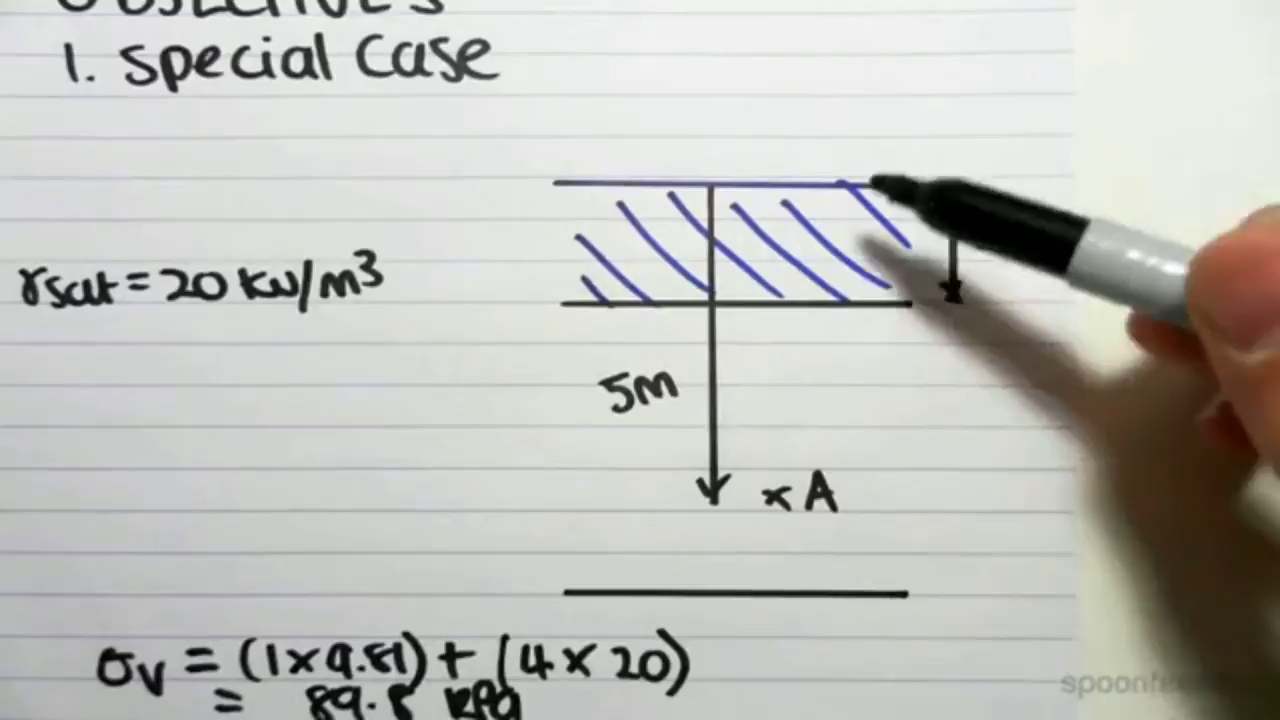 1. Special Case
γsat = 20 kN/m³
5m
x A
σv = (1 x 9.81) + (4 x 20)
= 89.8 kPa